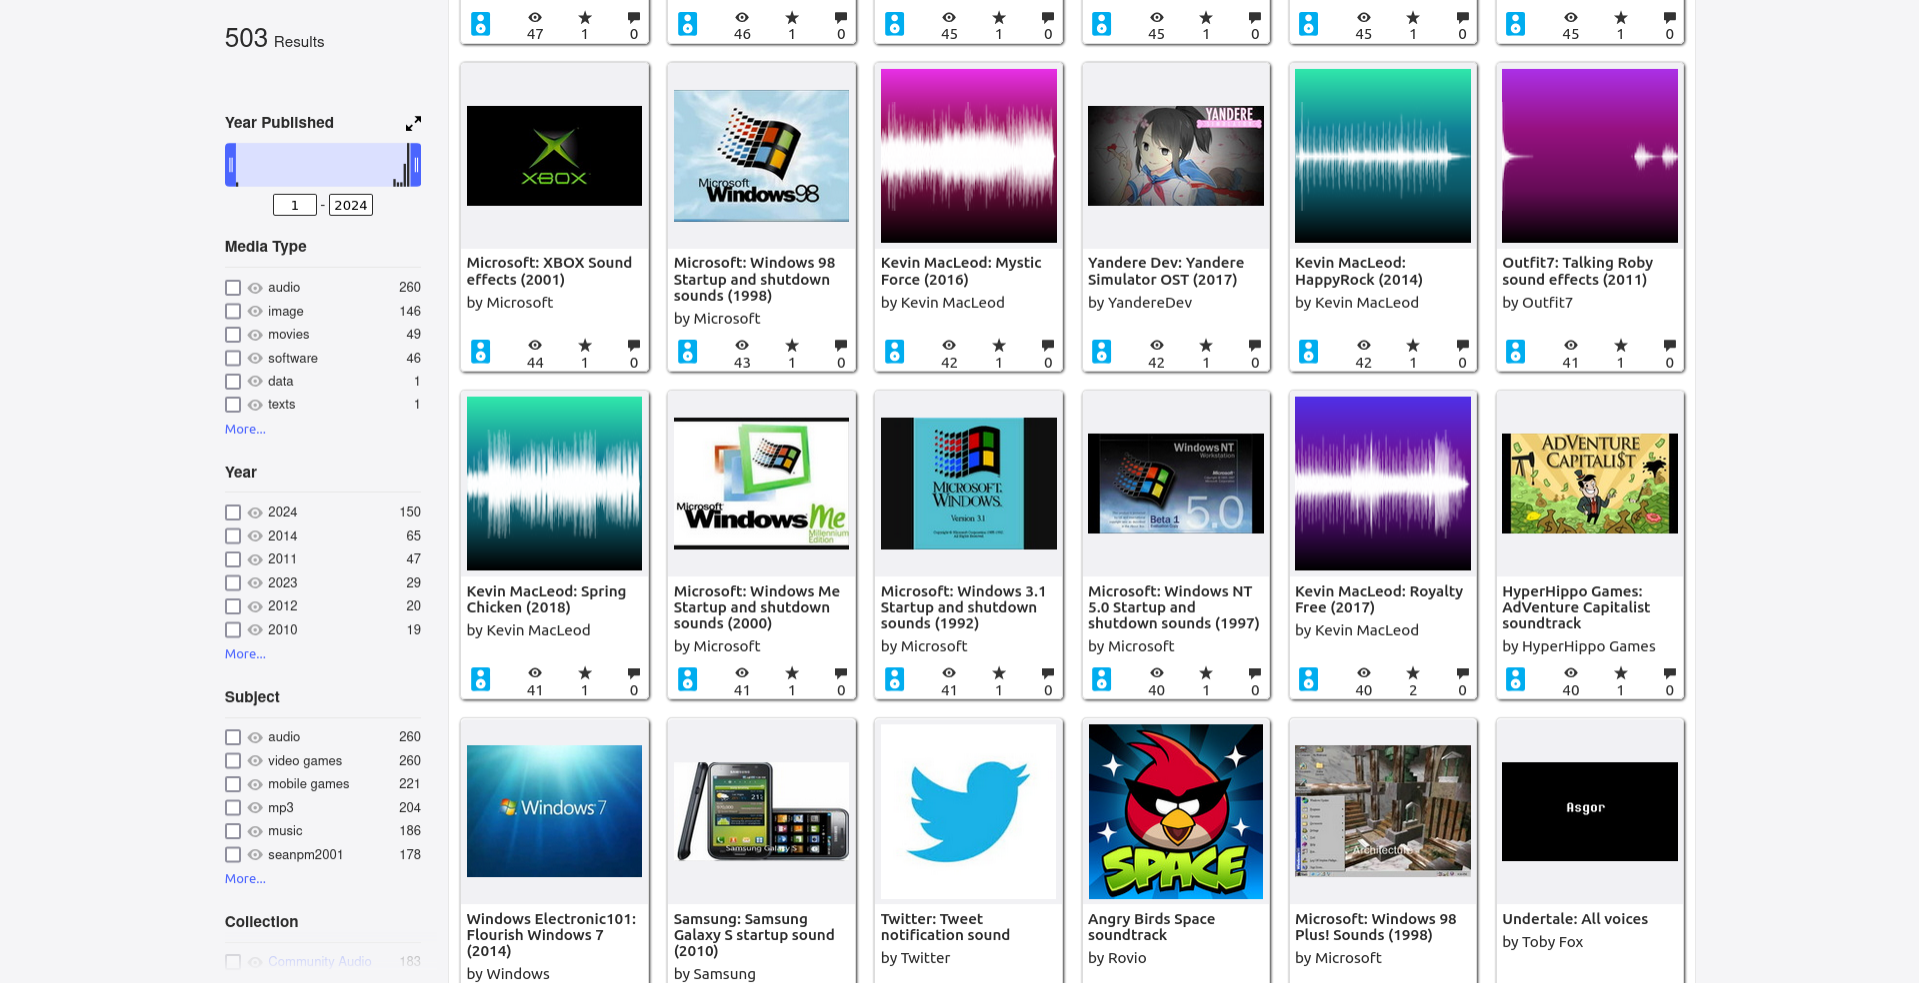 503 Results
Year Published
1 - 2024
Media Type
audio 260
image 146
movies 49
software 46
data 1
texts 1
More...
Year
2024 150
2014 65
2011 47
2023 29
2012 20
2010 19
More...
Subject
audio 260
video games 260
mobile games 221
mp3 204
music 186
seanpm2001 178
More...
Collection
Community Audio 183
47 1 0
46 1 0
45 1 0
45 1 0
45 1 0
45 1 0
XBOX
Microsoft: XBOX Sound
effects (2001)
by Microsoft
44 1 0
Microsoft
Windows98
Microsoft: Windows 98
Startup and shutdown
sounds (1998)
by Microsoft
43 1 0
Kevin MacLeod: Mystic
Force (2016)
by Kevin MacLeod
42 1 0
YANDERE
Yandere Dev: Yandere
Simulator OST (2017)
by YandereDev
42 1 0
Kevin MacLeod:
HappyRock (2014)
by Kevin MacLeod
42 1 0
Outfit7: Talking Roby
sound effects (2011)
by Outfit7
41 1 0
Kevin MacLeod: Spring
Chicken (2018)
by Kevin MacLeod
41 1 0
Microsoft
Windows Me
Millennium
Edition
Microsoft: Windows Me
Startup and shutdown
sounds (2000)
by Microsoft
41 1 0
MICROSOFT.
WINDOWS.
Version 3.1
Microsoft: Windows 3.1
Startup and shutdown
sounds (1992)
by Microsoft
41 1 0
Windows NT
Workstation
Microsoft
Beta 1
5.0
Microsoft: Windows NT
5.0 Startup and
shutdown sounds (1997)
by Microsoft
40 1 0
Kevin MacLeod: Royalty
Free (2017)
by Kevin MacLeod
40 2 0
ADVENTURE
CAPITALI$T
HyperHippo Games:
AdVenture Capitalist
soundtrack
by HyperHippo Games
40 1 0
Windows 7
Windows Electronic101:
Flourish Windows 7
(2014)
by Windows
Samsung Galaxy S
Samsung: Samsung
Galaxy S startup sound
(2010)
by Samsung
Twitter: Tweet
notification sound
by Twitter
SPACE
Angry Birds Space
soundtrack
by Rovio
Architecture
Microsoft: Windows 98
Plus! Sounds (1998)
by Microsoft
Asgor
Undertale: All voices
by Toby Fox